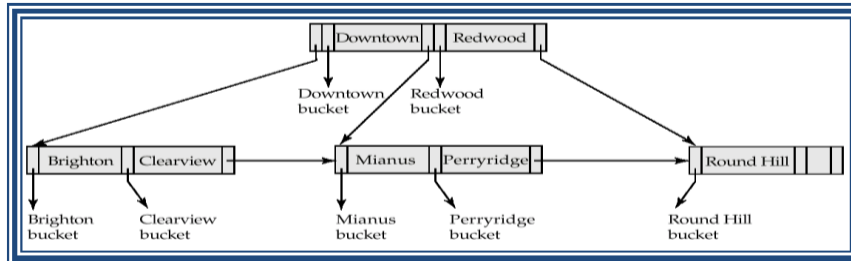 Downtown Redwood
Downtown bucket
Redwood bucket
Brighton Clearview Mianus Perryridge Round Hill
Brighton bucket
Clearview bucket
Mianus bucket
Perryridge bucket
Round Hill bucket